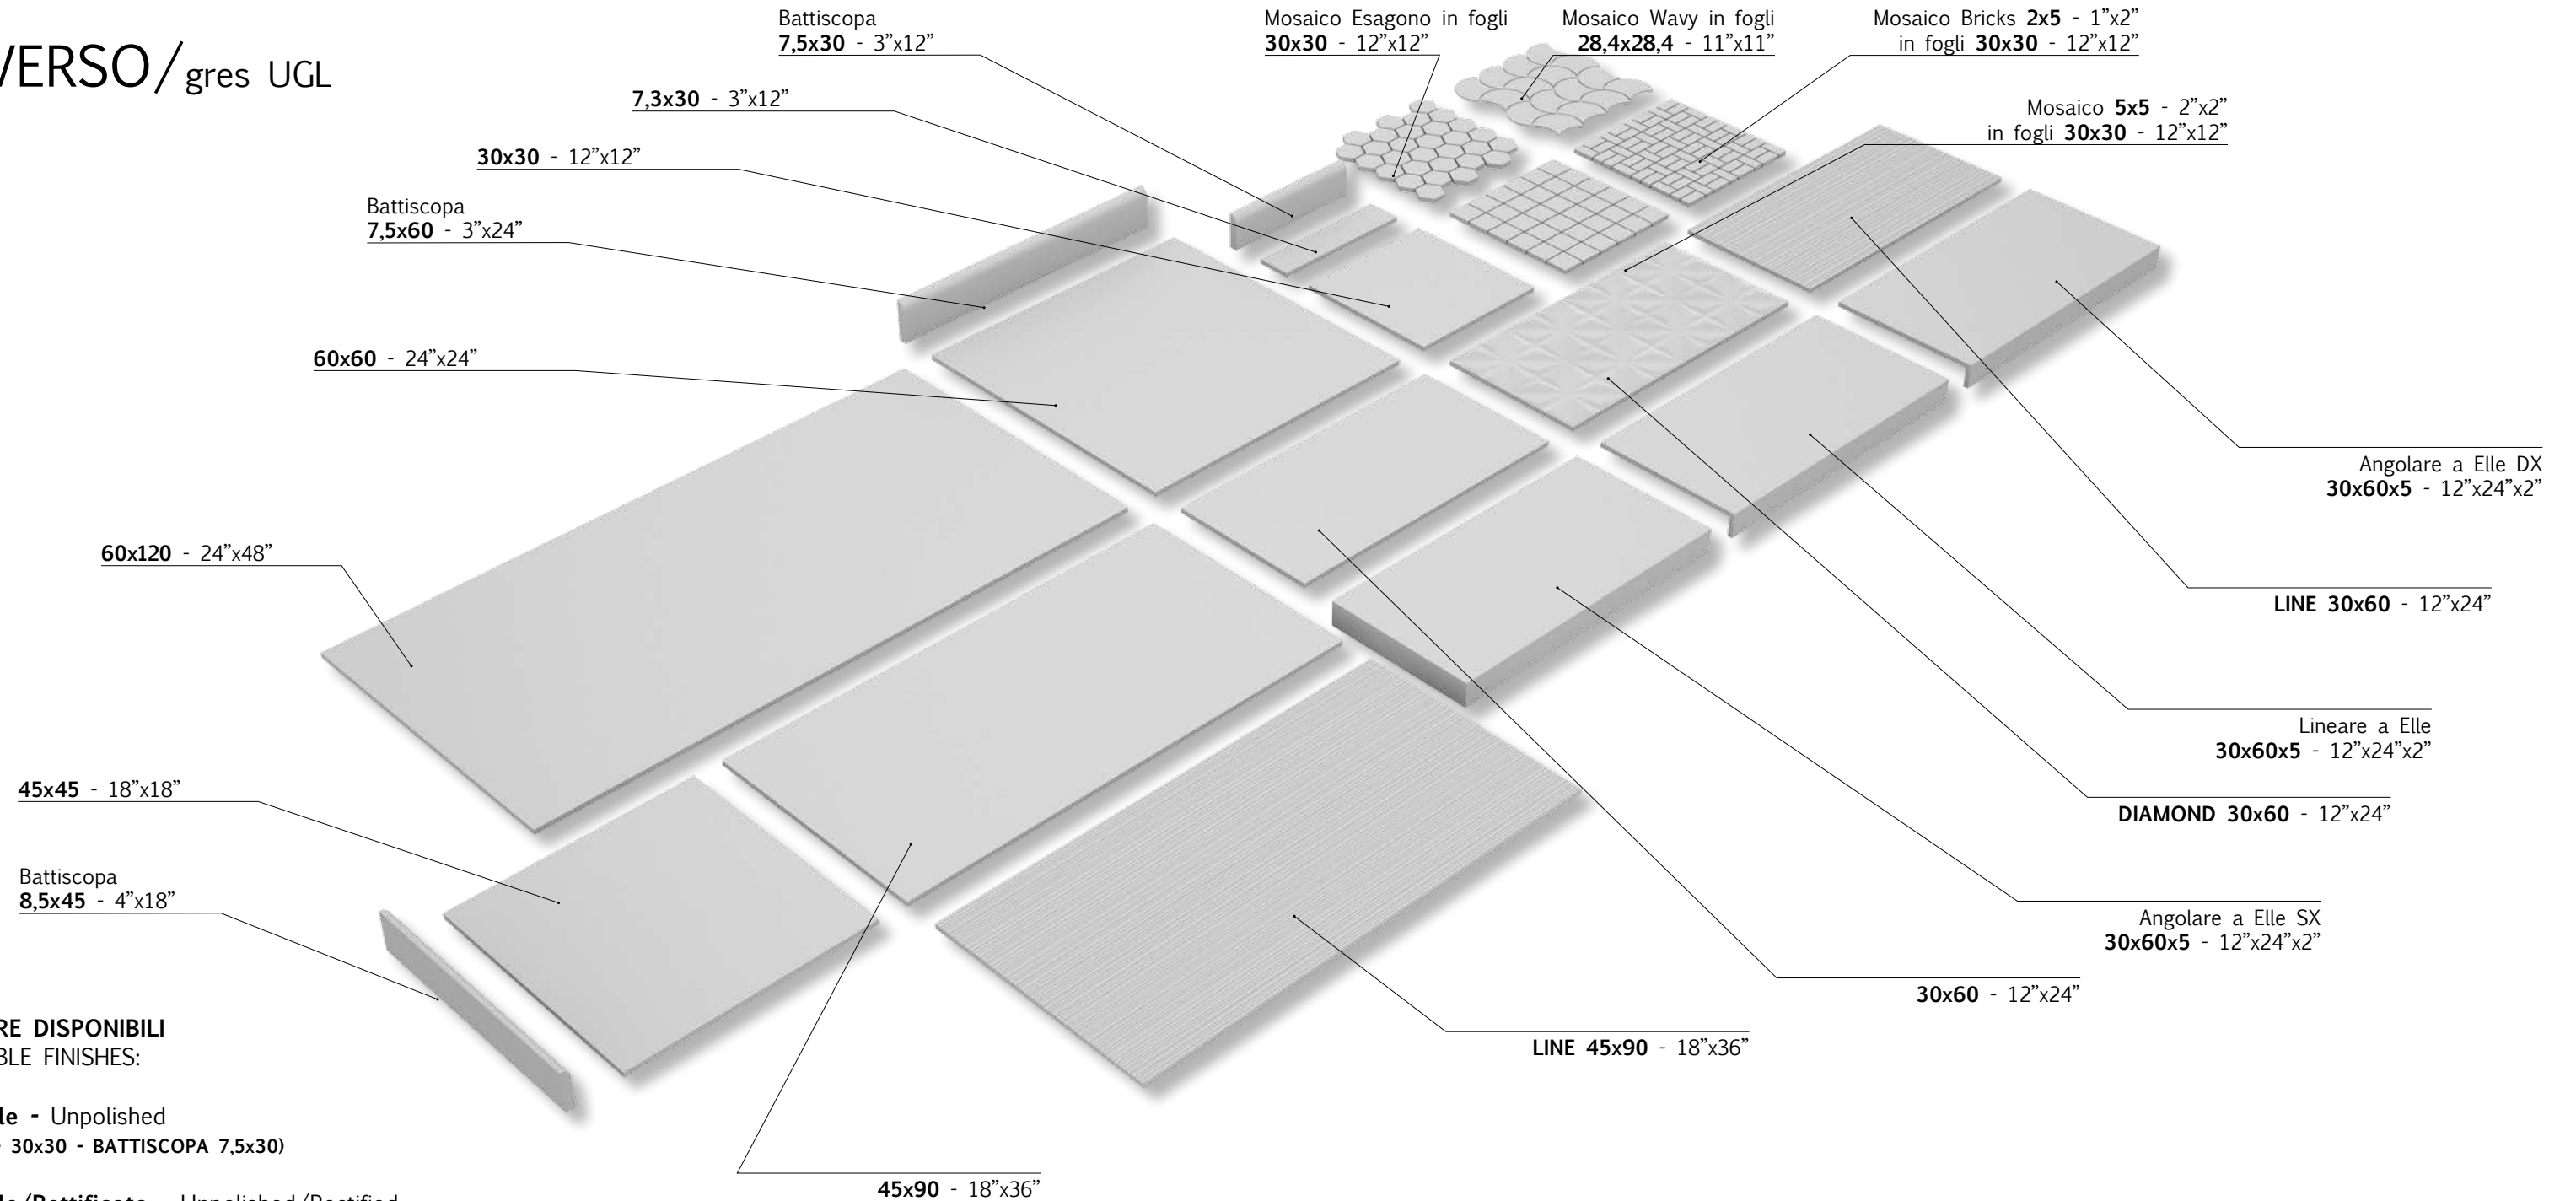 VERSO/gres UGL
Battiscopa
7,5x30 - 3”x12”
Mosaico Esagono in fogli
30x30 - 12”x12”
Mosaico Wavy in fogli
28,4x28,4 - 11”x11”
Mosaico Bricks 2x5 - 1”x2”
in fogli 30x30 - 12”x12”
7,3x30 - 3”x12”
Mosaico 5x5 - 2”x2”
in fogli 30x30 - 12”x12”
30x30 - 12”x12”
Battiscopa
7,5x60 - 3”x24”
60x60 - 24”x24”
Angolare a Elle DX
30x60x5 - 12”x24”x2”
60x120 - 24”x48”
LINE 30x60 - 12”x24”
Lineare a Elle
30x60x5 - 12”x24”x2”
45x45 - 18”x18”
DIAMOND 30x60 - 12”x24”
Battiscopa
8,5x45 - 4”x18”
Angolare a Elle SX
30x60x5 - 12”x24”x2”
30x60 - 12”x24”
LINE 45x90 - 18”x36”
45x90 - 18”x36”
RE DISPONIBILI
BLE FINISHES:
le - Unpolished
30x30 - BATTISCOPA 7,5x30)
le/Rettificato - Unpolished/Rectified